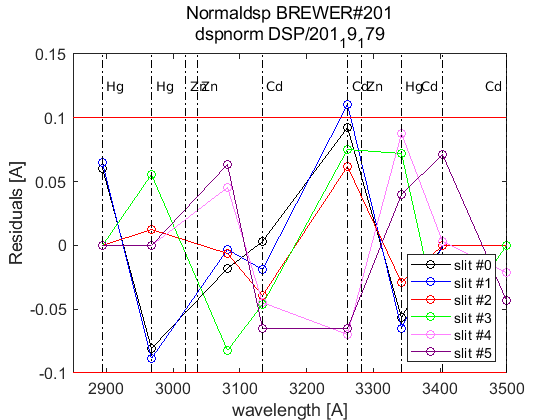 Normaldsp BREWER#201
dspnorm DSP/201₁9₁79
Hg Hg Zn Zn Cd Cd Zn Hg Cd Cd
0.15
0.1
0.05
0
-0.05
-0.1
Residuals [A]
slit #0
slit #1
slit #2
slit #3
slit #4
slit #5
2900 3000 3100 3200 3300 3400 3500
wavelength [A]